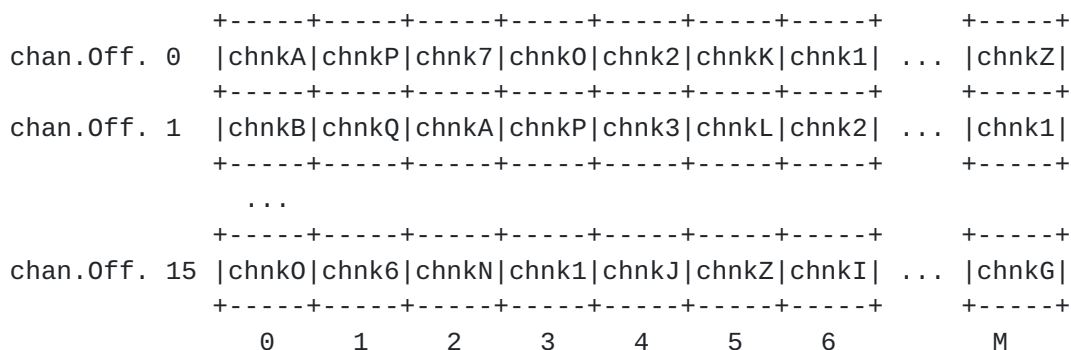 +-----+-----+-----+-----+-----+-----+-----+     +-----+
chan.Off. 0  |chnkA|chnkP|chnk7|chnkO|chnk2|chnkK|chnk1| ... |chnkZ|
+-----+-----+-----+-----+-----+-----+-----+     +-----+
chan.Off. 1  |chnkB|chnkQ|chnkA|chnkP|chnk3|chnkL|chnk2| ... |chnk1|
+-----+-----+-----+-----+-----+-----+-----+     +-----+
...
+-----+-----+-----+-----+-----+-----+-----+     +-----+
chan.Off. 15 |chnkO|chnk6|chnkN|chnk1|chnkJ|chnkZ|chnkI| ... |chnkG|
+-----+-----+-----+-----+-----+-----+-----+     +-----+
0     1     2     3     4     5     6          M